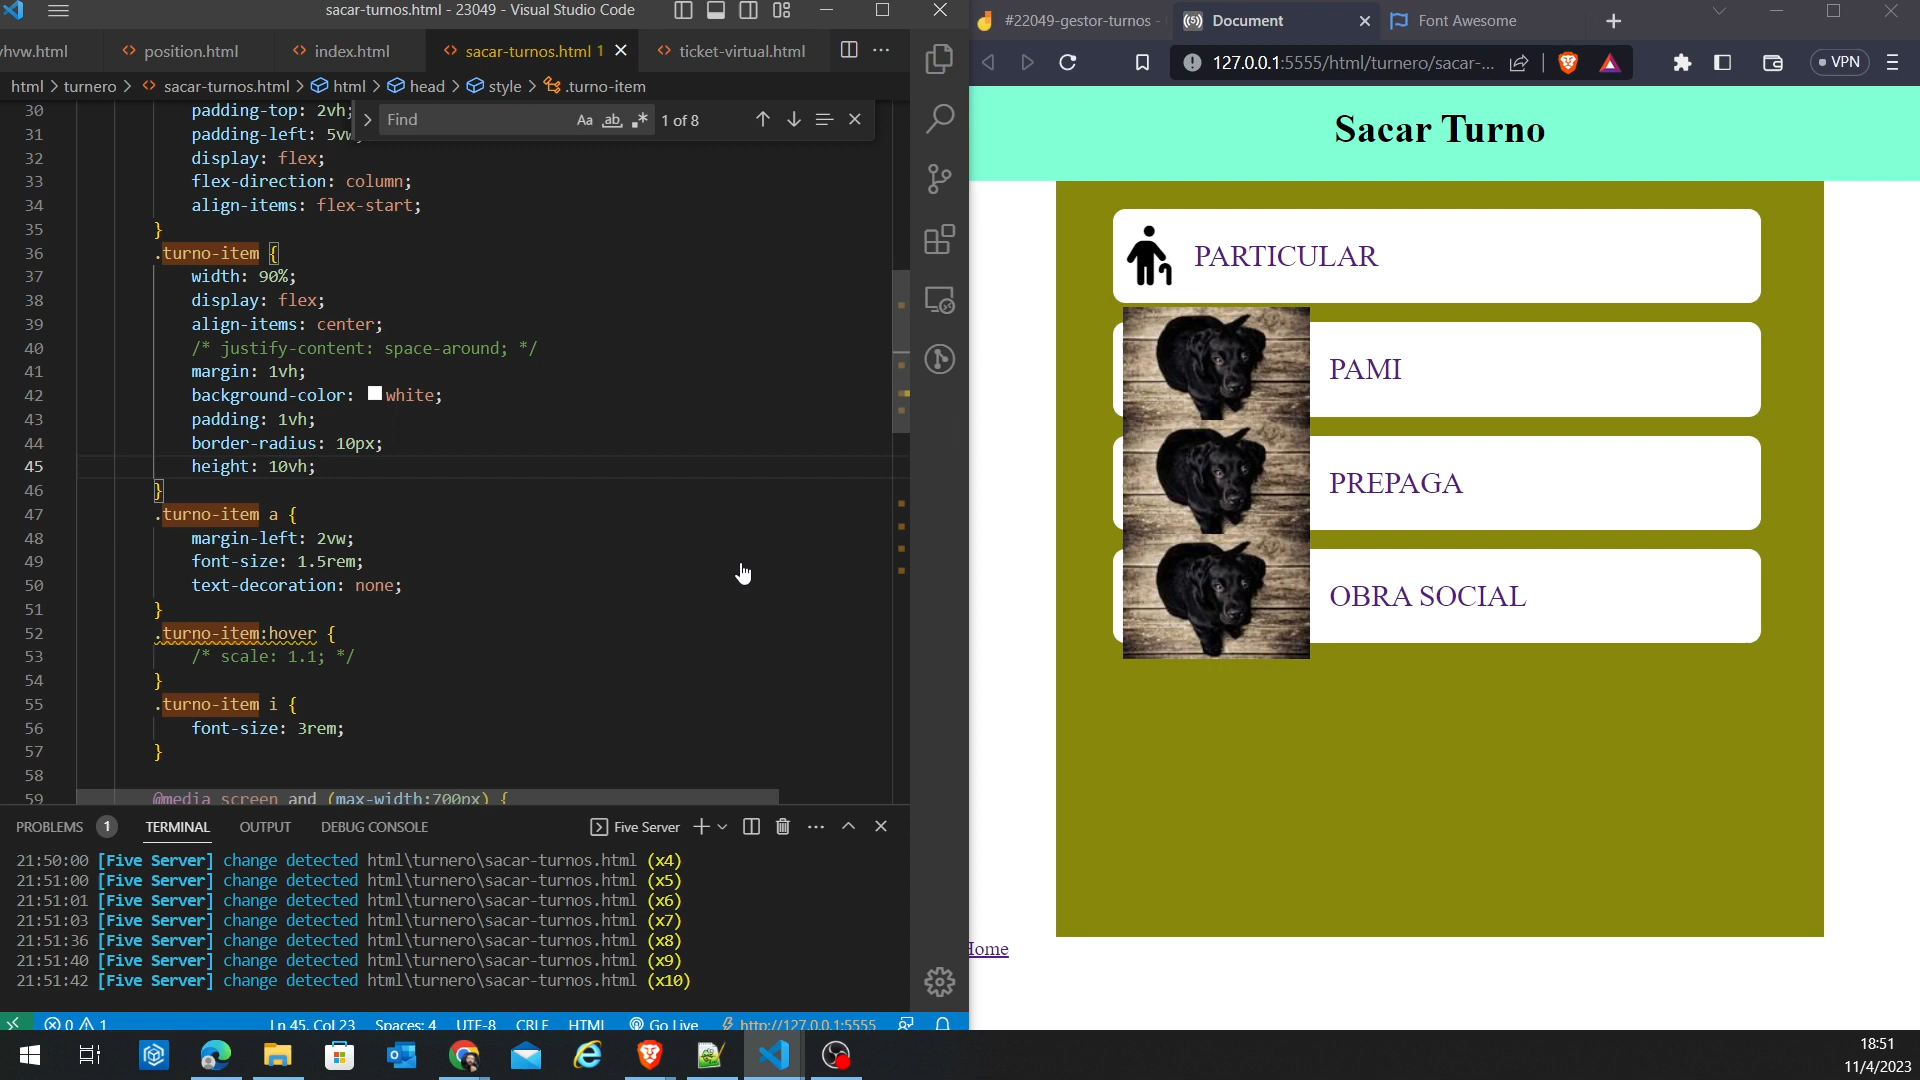 sacar-turnos.html - 23049 - Visual Studio Code
hvw.html
position.html
index.html
sacar-turnos.html 1
ticket-virtual.html
html > turnero > sacar-turnos.html > html > head > style > .turno-item
Find
Aa ab 1 of 8
30 padding-top: 2vh;
31 padding-left: 5vw
32 display: flex;
33 flex-direction: column;
34 align-items: flex-start;
35 }
36 .turno-item {
37 width: 90%;
38 display: flex;
39 align-items: center;
40 /* justify-content: space-around; */
41 margin: 1vh;
42 background-color: white;
43 padding: 1vh;
44 border-radius: 10px;
45 height: 10vh;
46 }
47 .turno-item a {
48 margin-left: 2vw;
49 font-size: 1.5rem;
50 text-decoration: none;
51 }
52 .turno-item:hover {
53 /* scale: 1.1; */
54 }
55 .turno-item i {
56 font-size: 3rem;
57 }
58
59 @media screen and (max-width:700px) {
PROBLEMS 1 TERMINAL OUTPUT DEBUG CONSOLE Five Server
21:50:00 [Five Server] change detected html\turnero\sacar-turnos.html (x4)
21:51:00 [Five Server] change detected html\turnero\sacar-turnos.html (x5)
21:51:01 [Five Server] change detected html\turnero\sacar-turnos.html (x6)
21:51:03 [Five Server] change detected html\turnero\sacar-turnos.html (x7)
21:51:36 [Five Server] change detected html\turnero\sacar-turnos.html (x8)
21:51:40 [Five Server] change detected html\turnero\sacar-turnos.html (x9)
21:51:42 [Five Server] change detected html\turnero\sacar-turnos.html (x10)
0 1 Ln 45, Col 23 Spaces: 4 UTF-8 CRLF HTML Go Live http://127.0.0.1:5555
#22049-gestor-turnos -
Document
Font Awesome
127.0.0.1:5555/html/turnero/sacar-...
VPN
Sacar Turno
PARTICULAR
PAMI
PREPAGA
OBRA SOCIAL
Home
18:51
11/4/2023